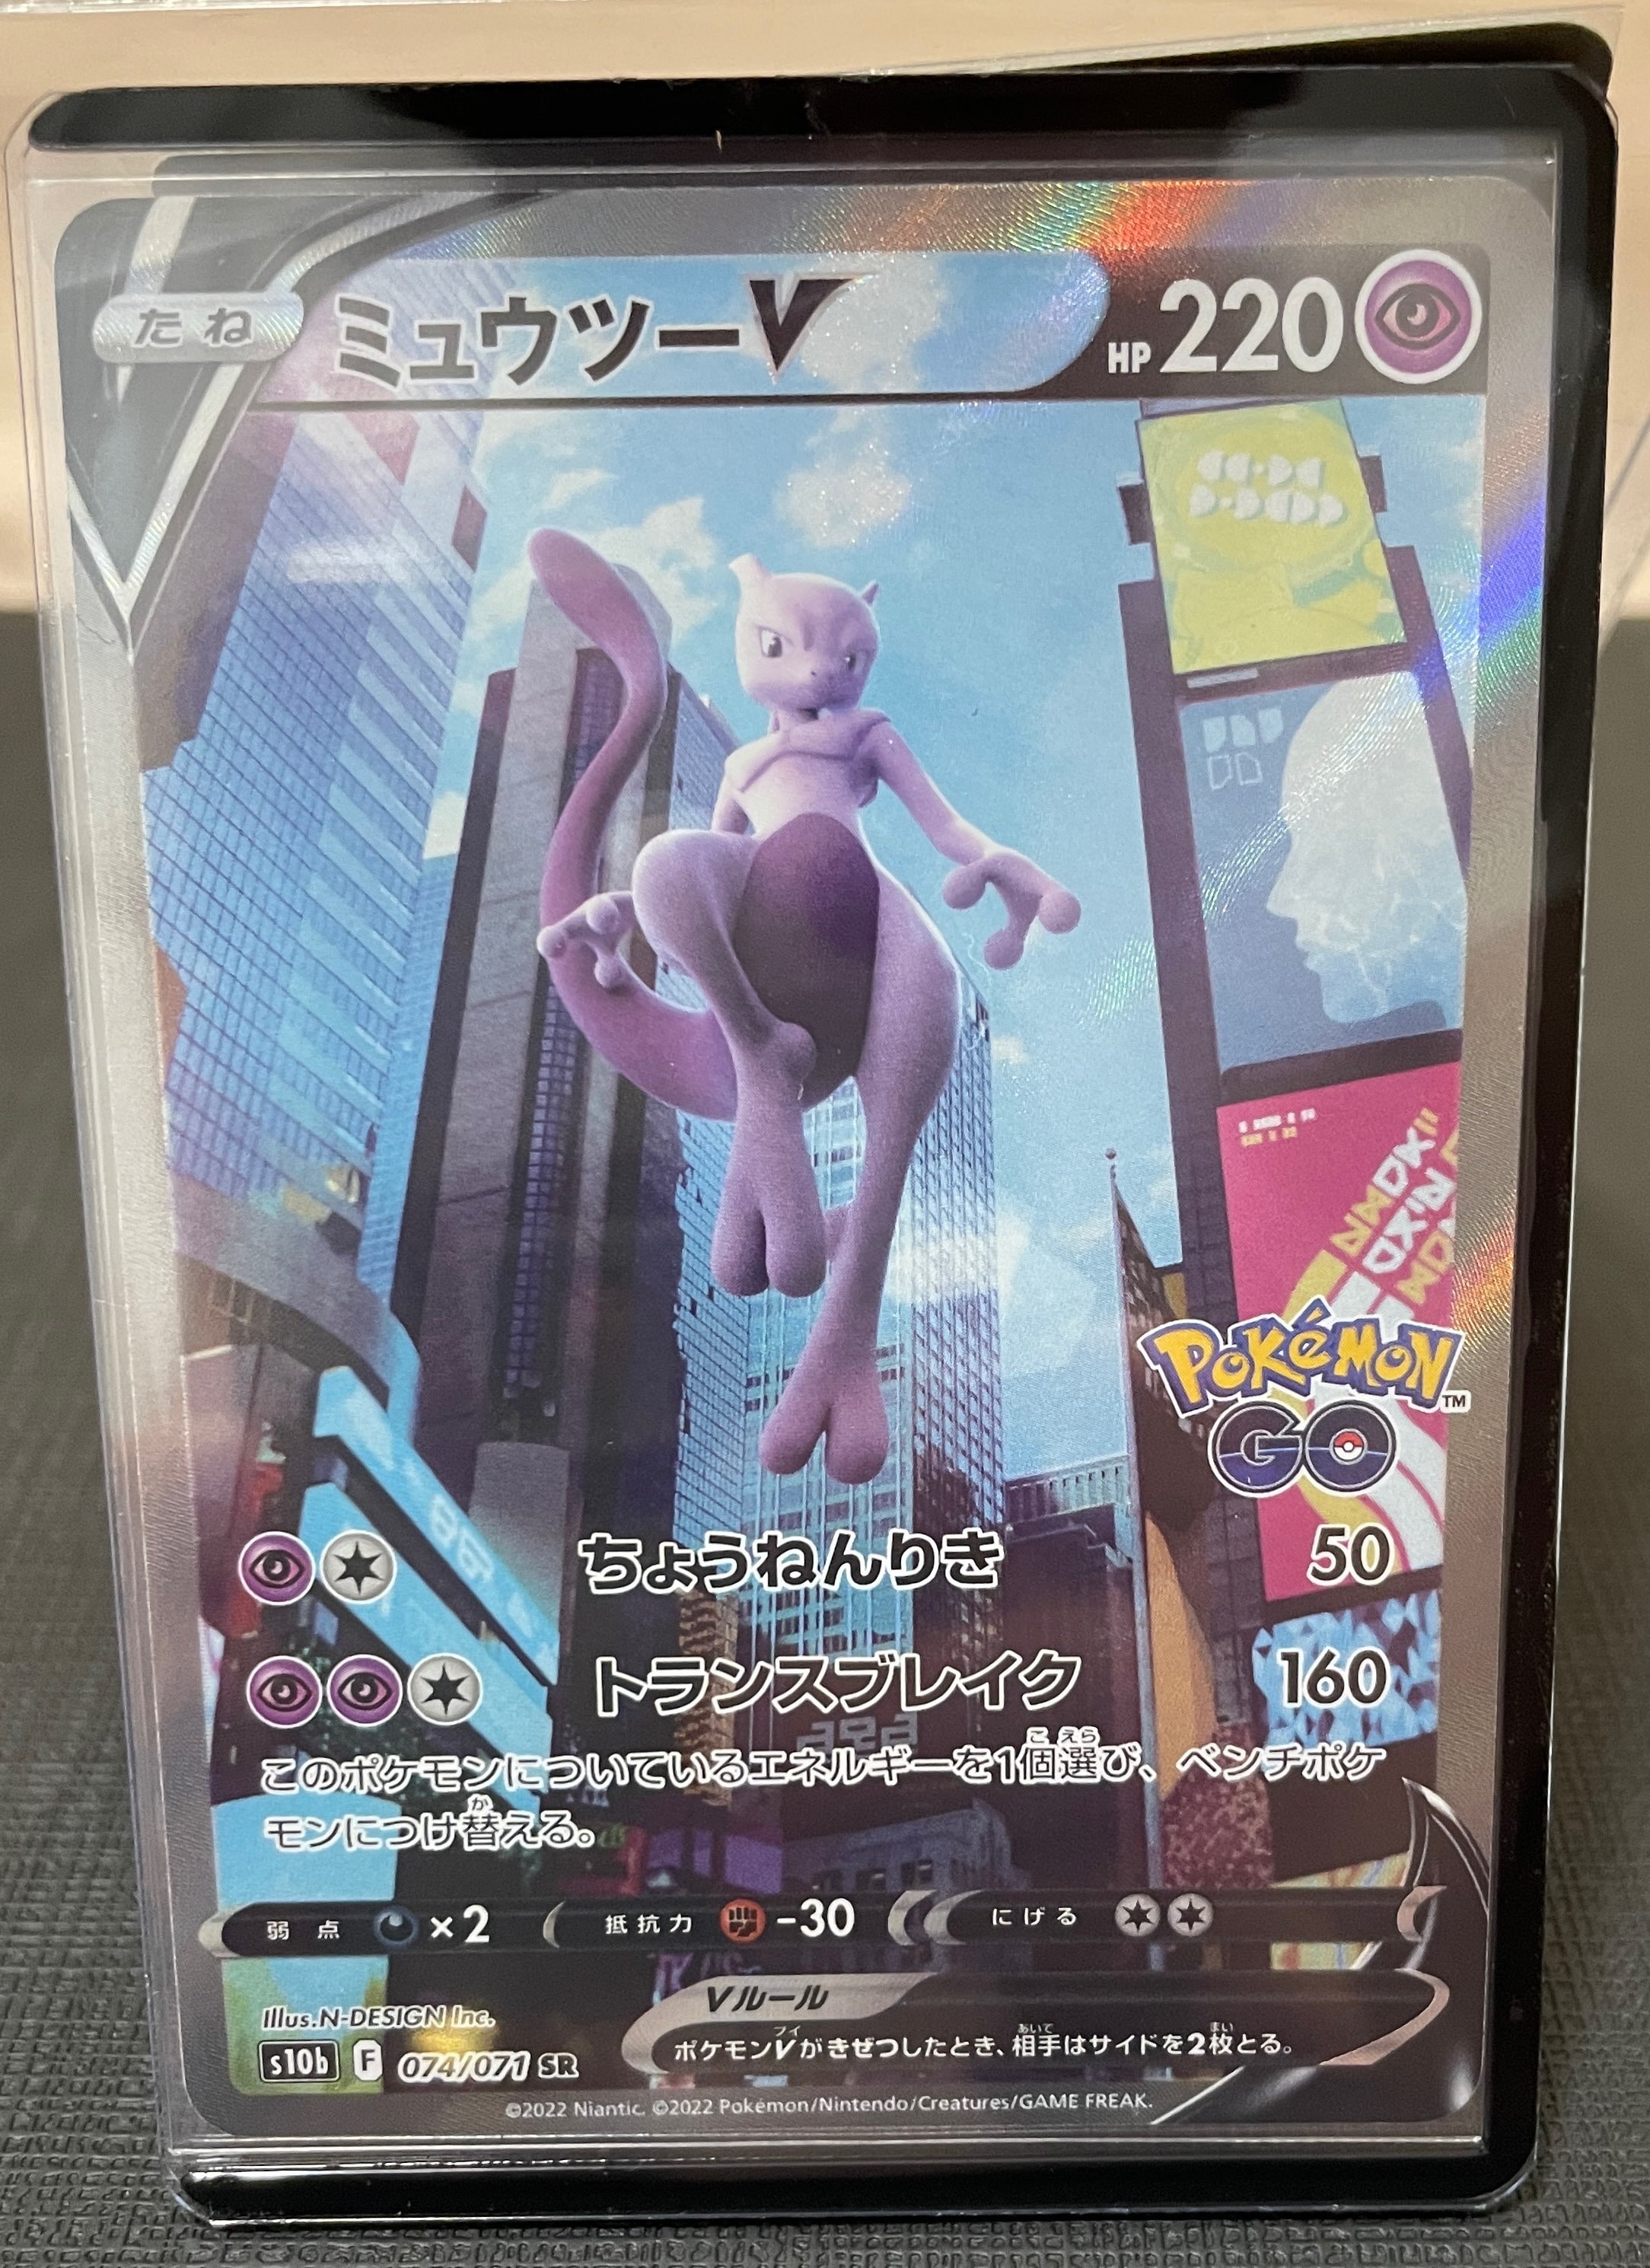 たね ミュウツーV HP 220
POKéMON™
GO
ちょうねんりき 50
トランスブレイク 160
このポケモンについているエネルギーを1個選び、ベンチポケ
モンにつけ替える。
弱点 ×2 抵抗力 -30 にげる
Vルール
ポケモンVがきぜつしたとき、相手はサイドを2枚とる。
Illus.N-DESIGN Inc.
s10b F 074/071 SR
©2022 Niantic. ©2022 Pokémon/Nintendo/Creatures/GAME FREAK.